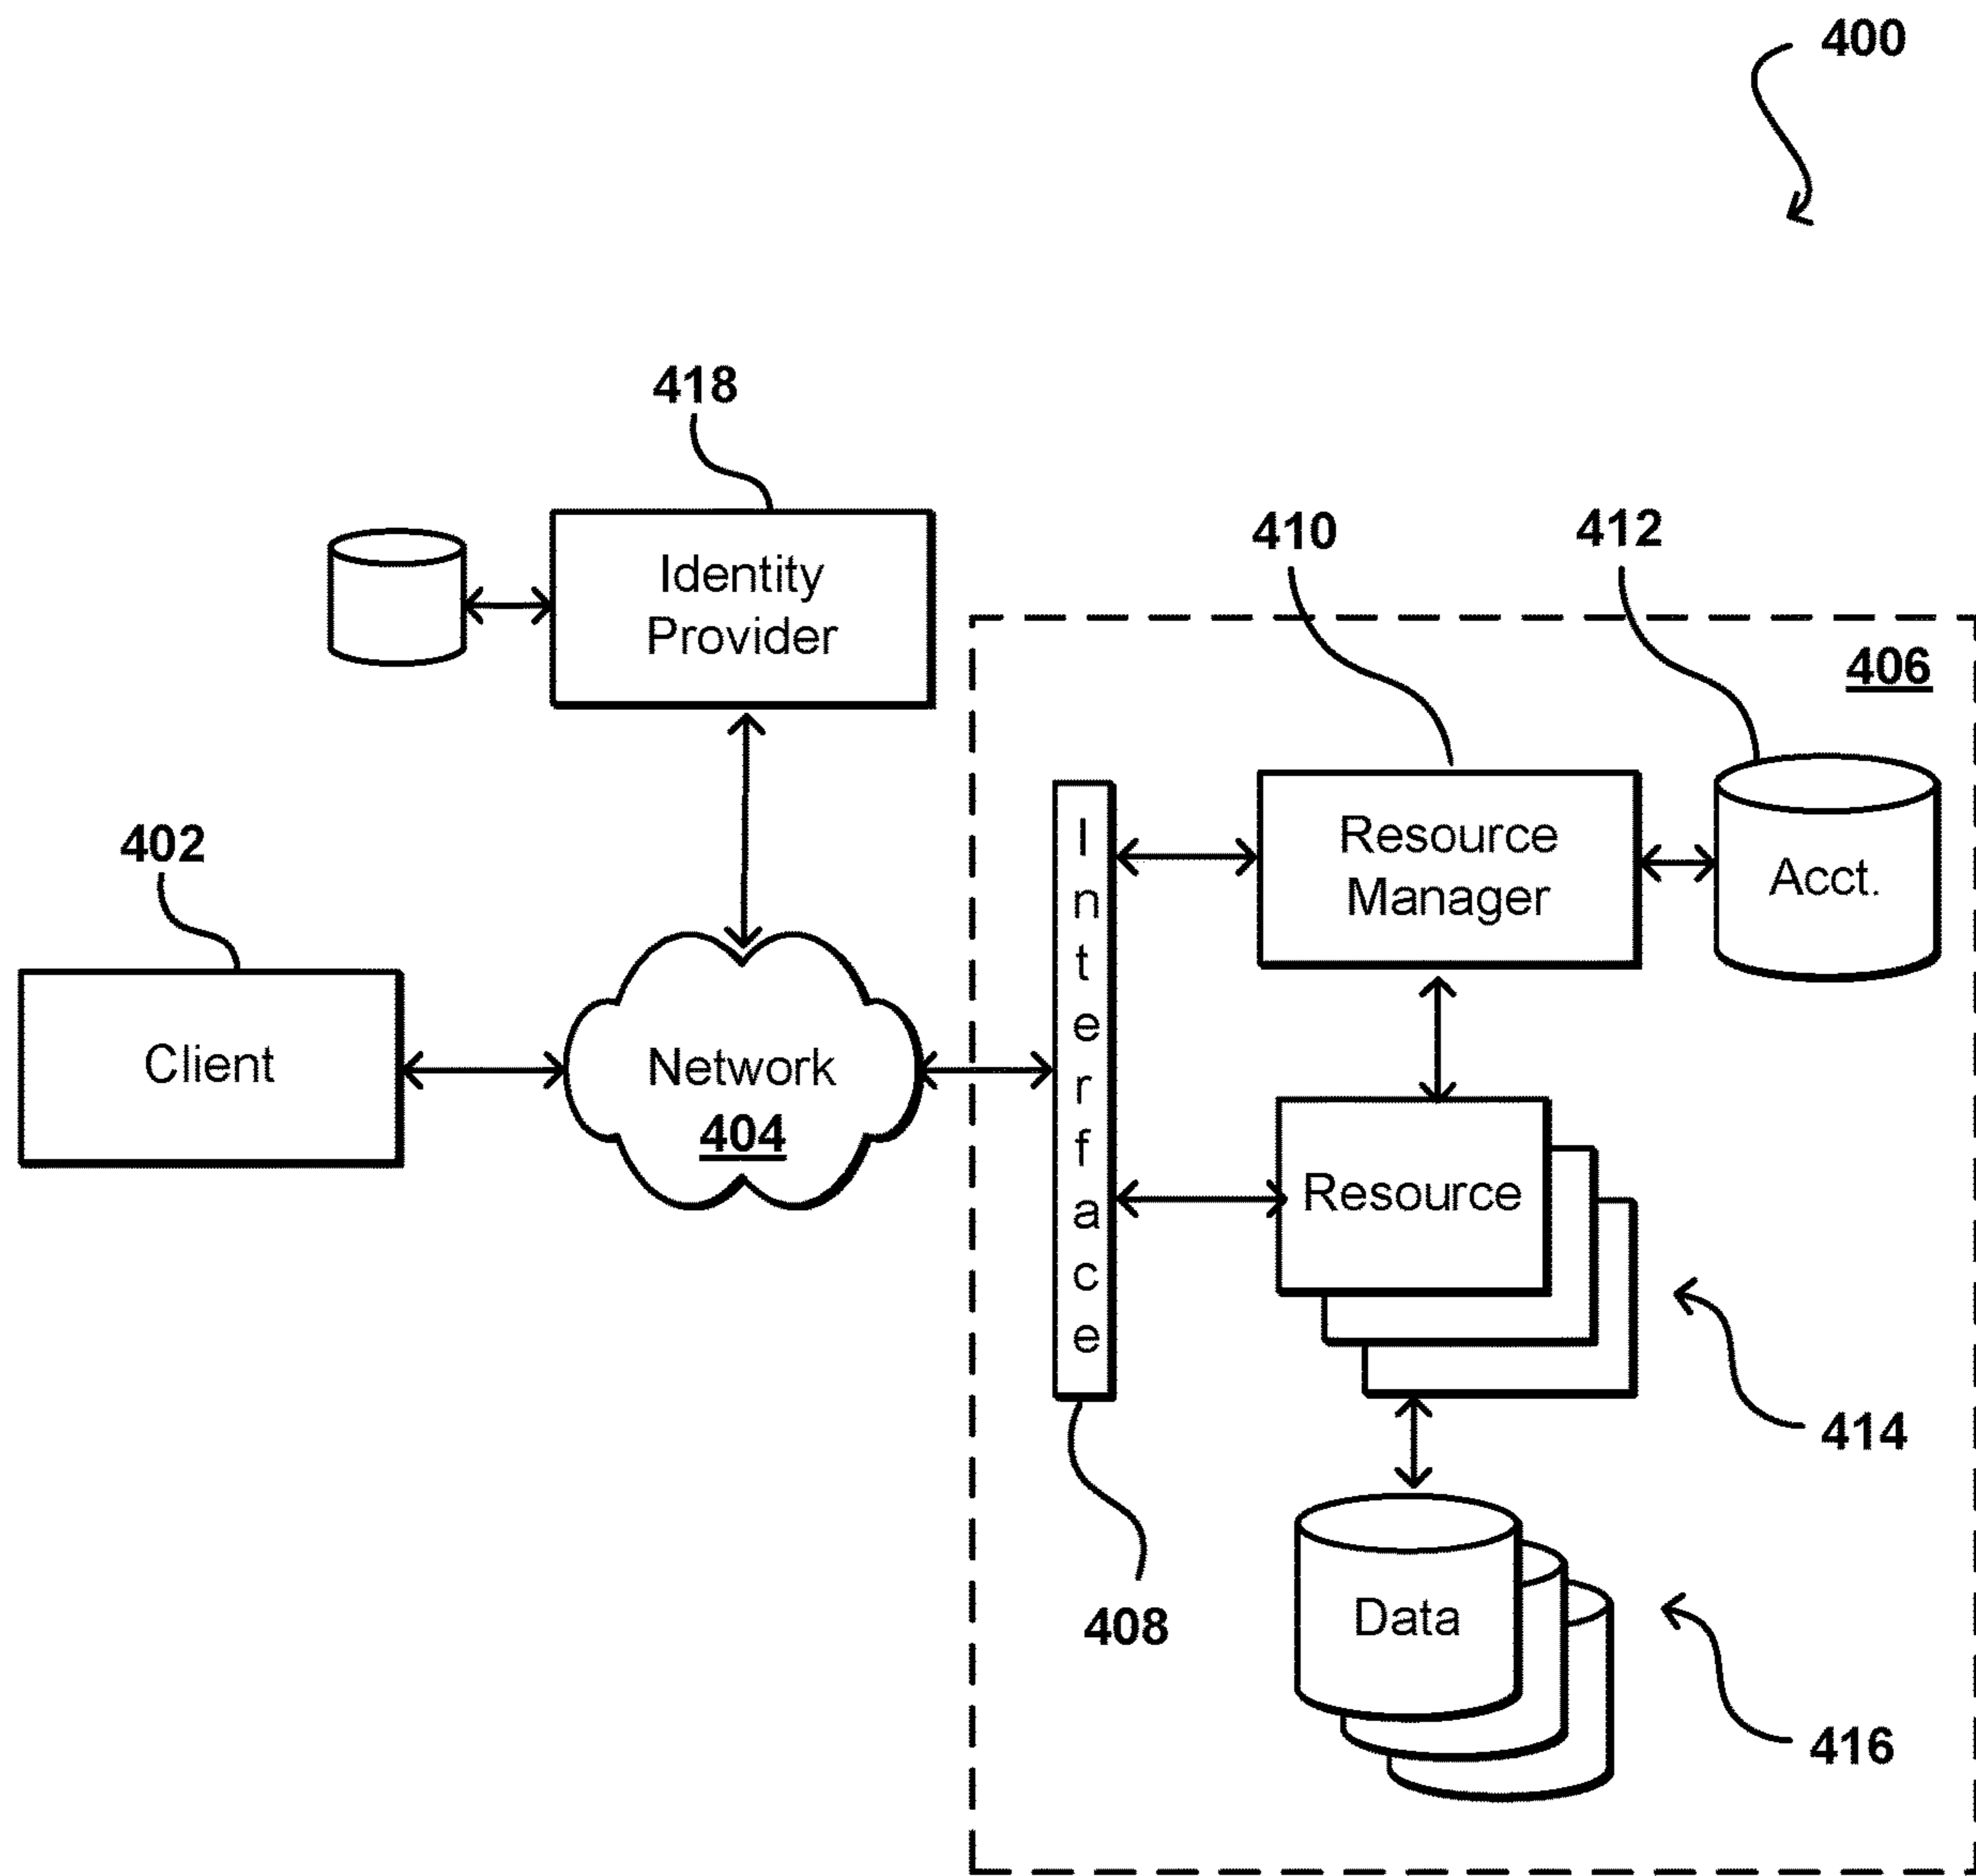 400
418
Identity
Provider
410
412
406
402
Client
Network
404
Interface
Resource
Manager
Acct.
Resource
414
408
Data
416